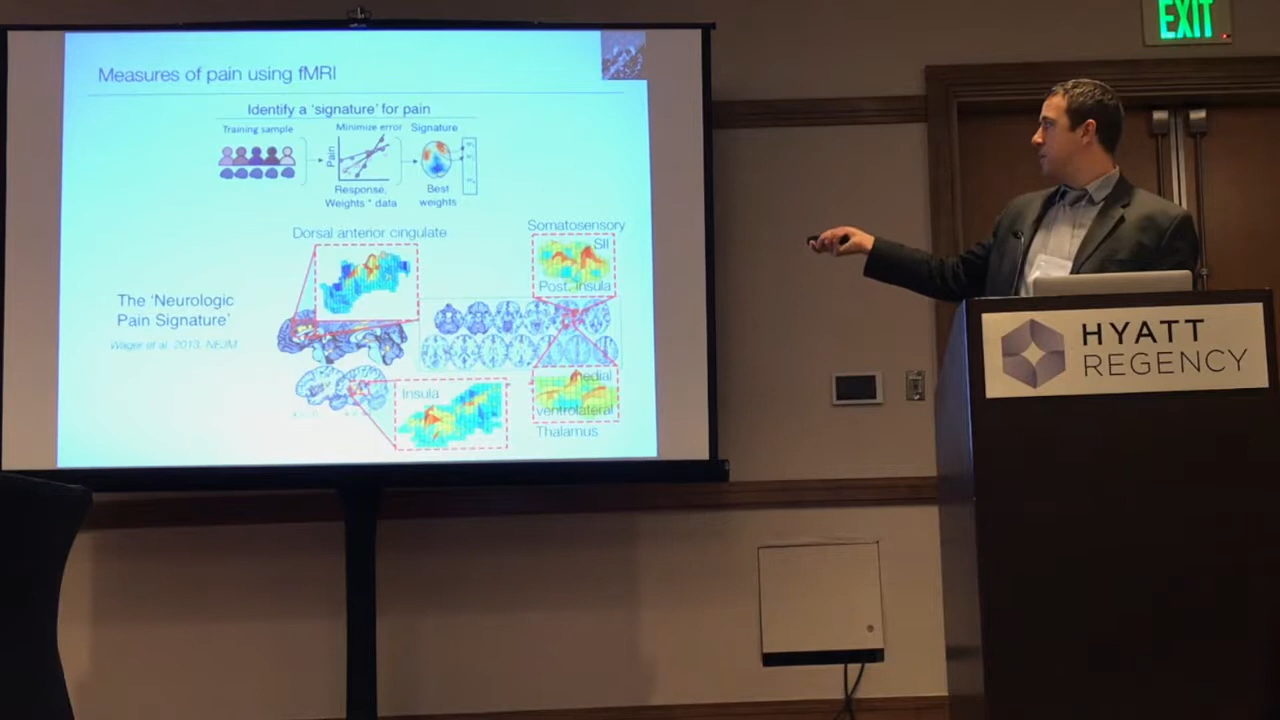 EXIT
Measures of pain using fMRI
Identify a 'signature' for pain
Training sample
Minimize error
Signature
Pain
Response,
Weights * data
Best
weights
Dorsal anterior cingulate
Somatosensory
SII
Post. Insula
The 'Neurologic
Pain Signature'
Wager et al. 2013, NEJM
Insula
medial
ventrolateral
Thalamus
HYATT
REGENCY